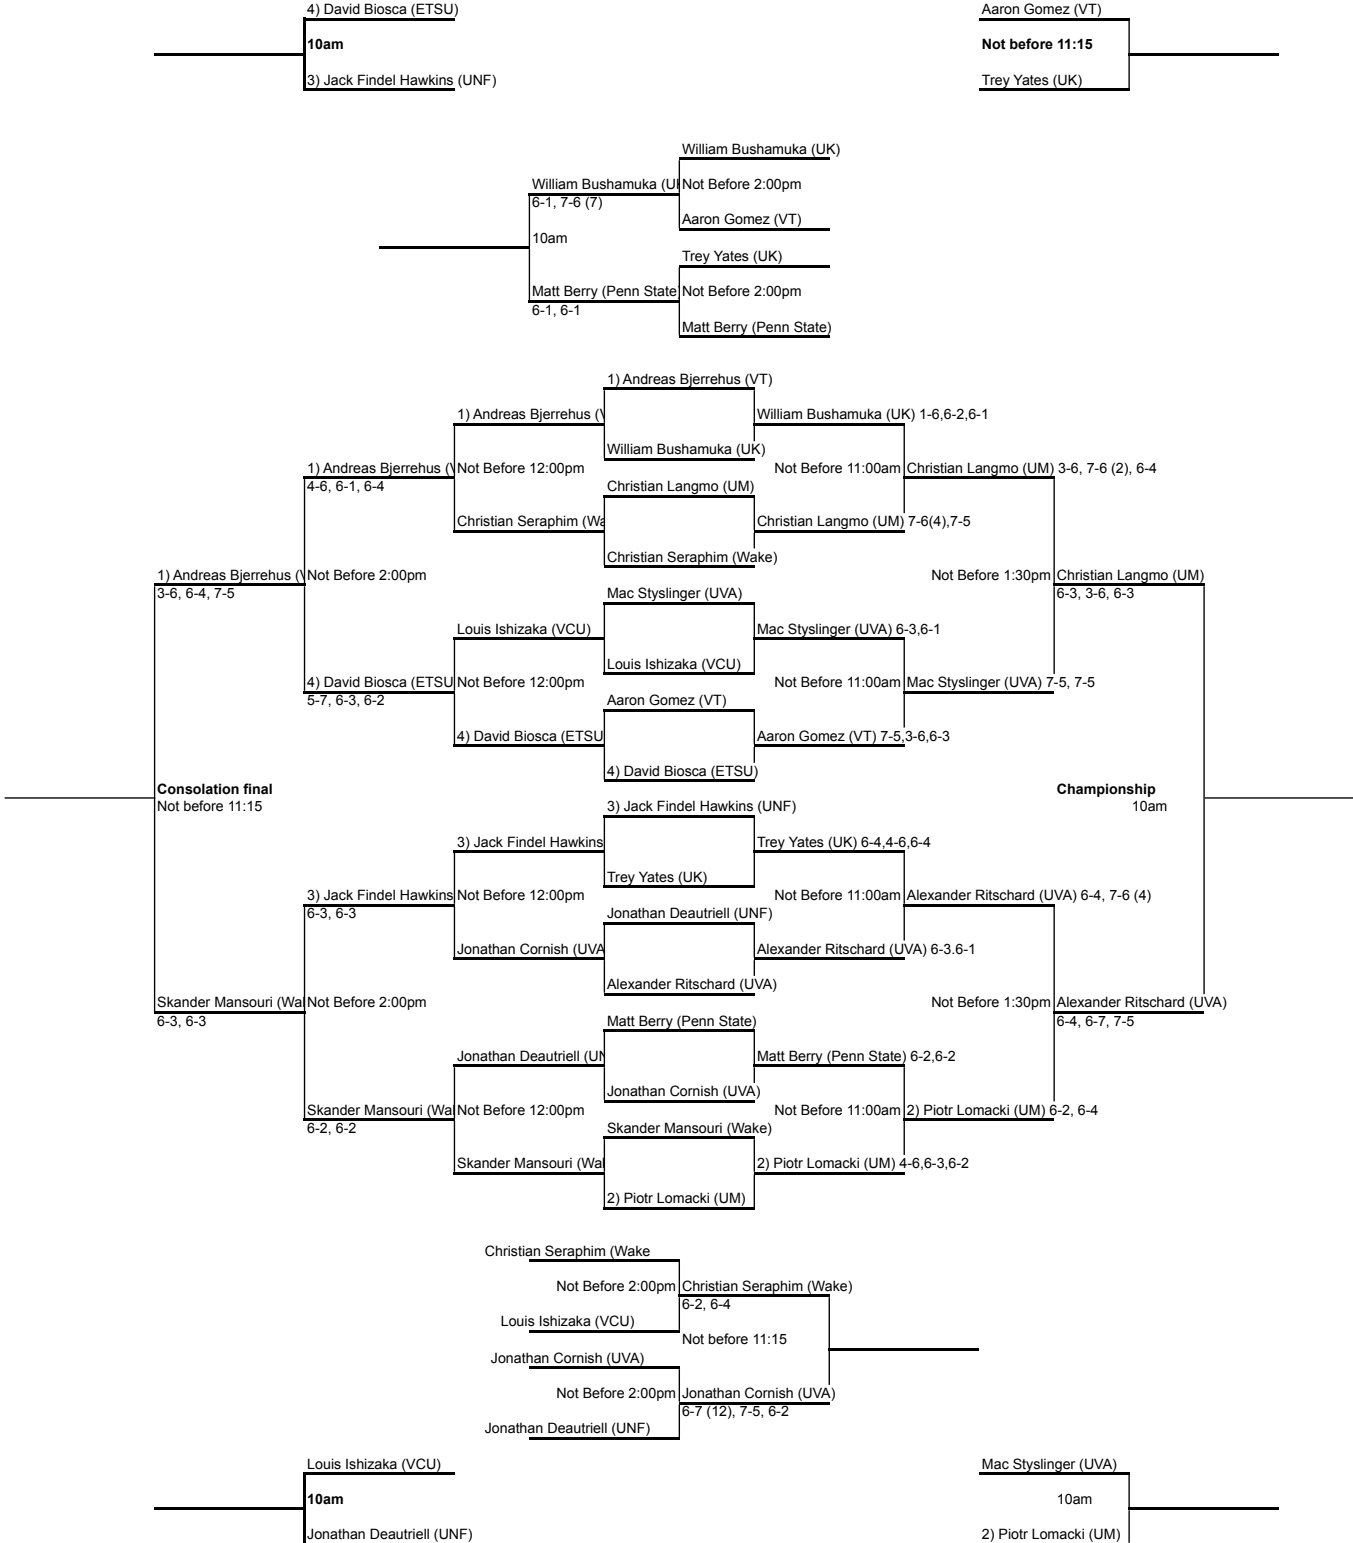 4) David Biosca (ETSU)
Aaron Gomez (VT)
10am
Not before 11:15
3) Jack Findel Hawkins (UNF)
Trey Yates (UK)
William Bushamuka (UK)
William Bushamuka (U
Not Before 2:00pm
6-1, 7-6 (7)
Aaron Gomez (VT)
10am
Trey Yates (UK)
Matt Berry (Penn State
Not Before 2:00pm
6-1, 6-1
Matt Berry (Penn State)
1) Andreas Bjerrehus (VT)
1) Andreas Bjerrehus (V
William Bushamuka (UK) 1-6,6-2,6-1
William Bushamuka (UK)
1) Andreas Bjerrehus (V
Not Before 12:00pm
Not Before 11:00am
Christian Langmo (UM) 3-6, 7-6 (2), 6-4
4-6, 6-1, 6-4
Christian Langmo (UM)
Christian Seraphim (Wa
Christian Langmo (UM) 7-6(4),7-5
Christian Seraphim (Wake)
1) Andreas Bjerrehus (V
Not Before 2:00pm
Not Before 1:30pm
Christian Langmo (UM)
3-6, 6-4, 7-5
6-3, 3-6, 6-3
Mac Styslinger (UVA)
Louis Ishizaka (VCU)
Mac Styslinger (UVA) 6-3,6-1
Louis Ishizaka (VCU)
4) David Biosca (ETSU
Not Before 12:00pm
Not Before 11:00am
Mac Styslinger (UVA) 7-5, 7-5
5-7, 6-3, 6-2
Aaron Gomez (VT)
4) David Biosca (ETSU
Aaron Gomez (VT) 7-5,3-6,6-3
4) David Biosca (ETSU)
Consolation final
Championship
Not before 11:15
10am
3) Jack Findel Hawkins (UNF)
3) Jack Findel Hawkins
Trey Yates (UK) 6-4,4-6,6-4
Trey Yates (UK)
3) Jack Findel Hawkins
Not Before 12:00pm
Not Before 11:00am
Alexander Ritschard (UVA) 6-4, 7-6 (4)
6-3, 6-3
Jonathan Deautriell (UNF)
Jonathan Cornish (UVA
Alexander Ritschard (UVA) 6-3.6-1
Alexander Ritschard (UVA)
Skander Mansouri (Wal
Not Before 2:00pm
Not Before 1:30pm
Alexander Ritschard (UVA)
6-3, 6-3
6-4, 6-7, 7-5
Matt Berry (Penn State)
Jonathan Deautriell (UN
Matt Berry (Penn State) 6-2,6-2
Jonathan Cornish (UVA)
Skander Mansouri (Wal
Not Before 12:00pm
Not Before 11:00am
2) Piotr Lomacki (UM) 6-2, 6-4
6-2, 6-2
Skander Mansouri (Wake)
Skander Mansouri (Wal
2) Piotr Lomacki (UM) 4-6,6-3,6-2
2) Piotr Lomacki (UM)
Christian Seraphim (Wake
Not Before 2:00pm
Christian Seraphim (Wake)
6-2, 6-4
Louis Ishizaka (VCU)
Not before 11:15
Jonathan Cornish (UVA)
Not Before 2:00pm
Jonathan Cornish (UVA)
6-7 (12), 7-5, 6-2
Jonathan Deautriell (UNF)
Louis Ishizaka (VCU)
Mac Styslinger (UVA)
10am
10am
Jonathan Deautriell (UNF)
2) Piotr Lomacki (UM)